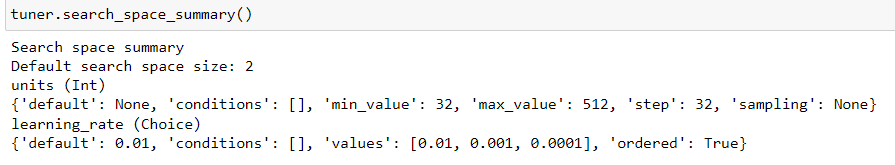 tuner.search_space_summary()
Search space summary
Default search space size: 2
units (Int)
{'default': None, 'conditions': [], 'min_value': 32, 'max_value': 512, 'step': 32, 'sampling': None}
learning_rate (Choice)
{'default': 0.01, 'conditions': [], 'values': [0.01, 0.001, 0.0001], 'ordered': True}